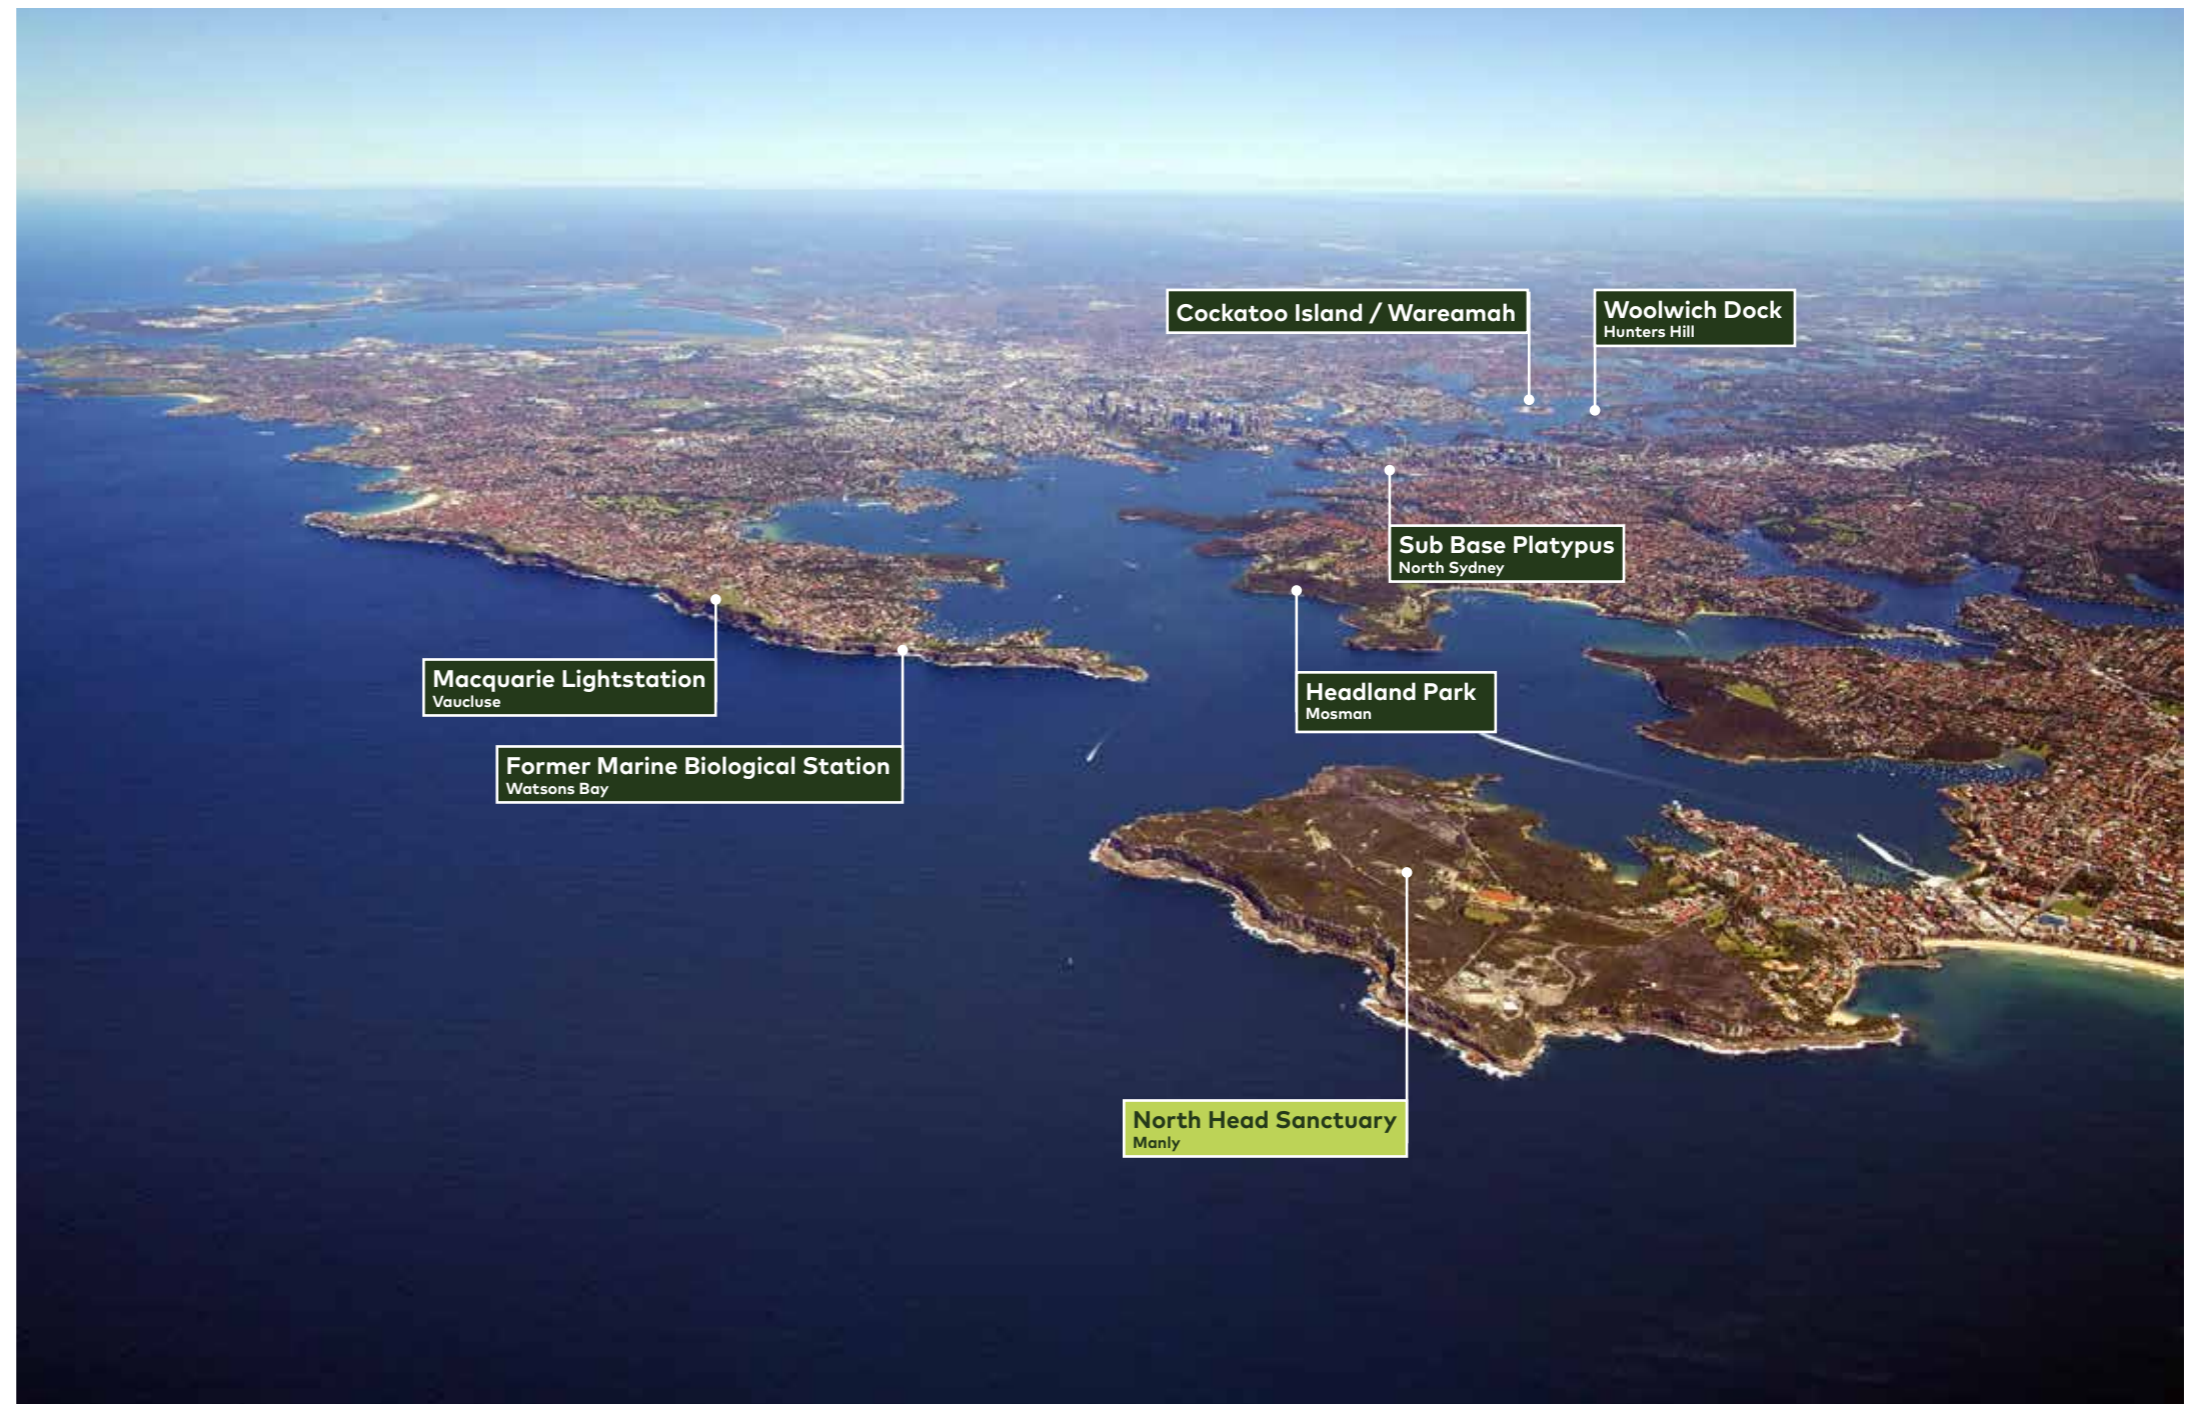 Cockatoo Island / Wareamah
Woolwich Dock
Hunters Hill
Sub Base Platypus
North Sydney
Macquarie Lightstation
Vaucluse
Headland Park
Mosman
Former Marine Biological Station
Watsons Bay
North Head Sanctuary
Manly